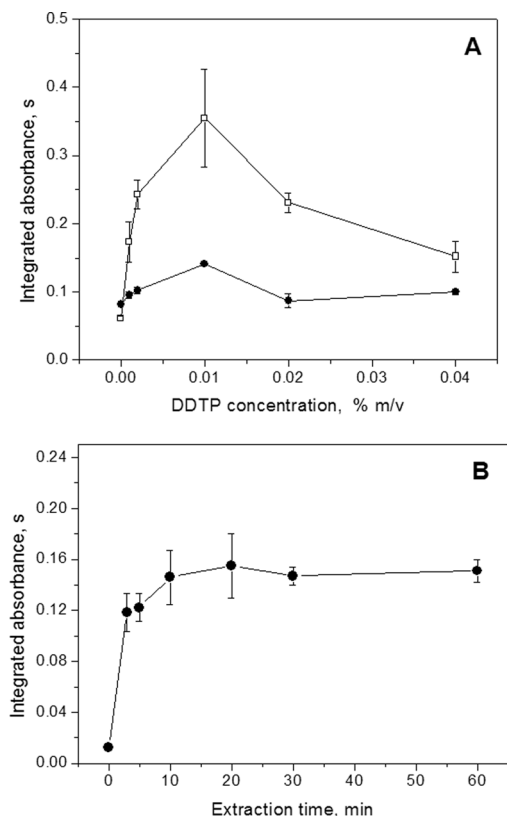 A
Integrated absorbance, s
0.5
0.4
0.3
0.2
0.1
0.0
0.00 0.01 0.02 0.03 0.04
DDTP concentration, % m/v
B
Integrated absorbance, s
0.24
0.20
0.16
0.12
0.08
0.04
0.00
0 10 20 30 40 50 60
Extraction time, min